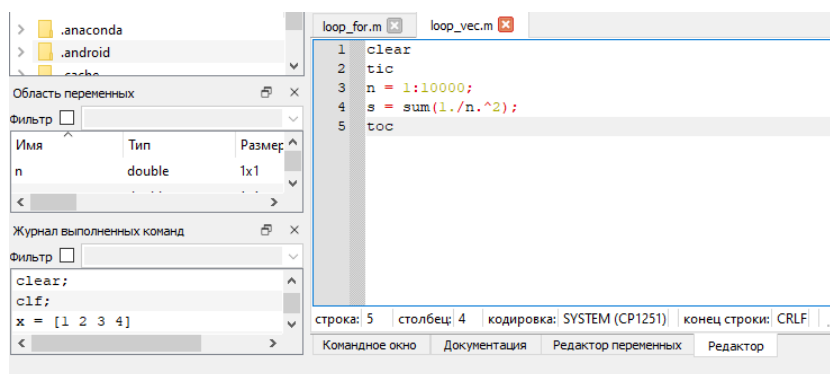 .anaconda
.android
Область переменных
Фильтр
Имя Тип Размер
n double 1x1
Журнал выполненных команд
Фильтр
clear;
clf;
x = [1 2 3 4]
loop_for.m loop_vec.m
1 clear
2 tic
3 n = 1:10000;
4 s = sum(1./n.^2);
5 toc
строка: 5 столбец: 4 кодировка: SYSTEM (CP1251) конец строки: CRLF
Командное окно Документация Редактор переменных Редактор